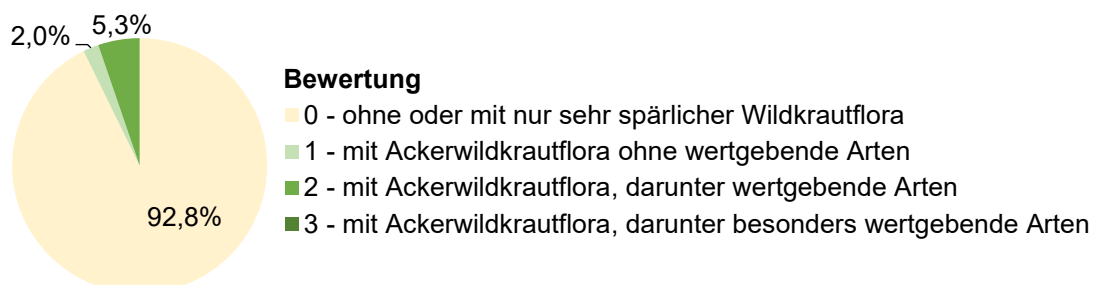 5,3%
2,0%
92,8%
Bewertung
0 - ohne oder mit nur sehr spärlicher Wildkrautflora
1 - mit Ackerwildkrautflora ohne wertgebende Arten
2 - mit Ackerwildkrautflora, darunter wertgebende Arten
3 - mit Ackerwildkrautflora, darunter besonders wertgebende Arten